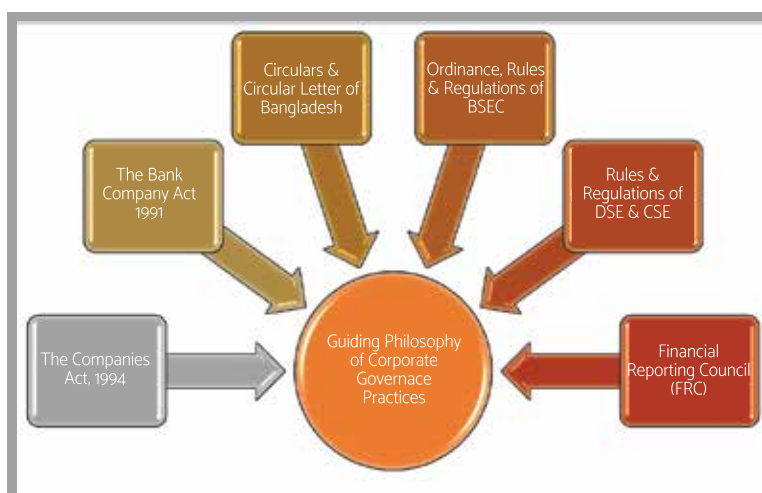 Circulars &
Circular Letter of
Bangladesh
Ordinance, Rules
& Regulations of
BSEC
The Bank
Company Act
1991
Rules &
Regulations of
DSE & CSE
The Companies
Act, 1994
Guiding Philosophy
of Corporate
Governace
Practices
Financial
Reporting Council
(FRC)